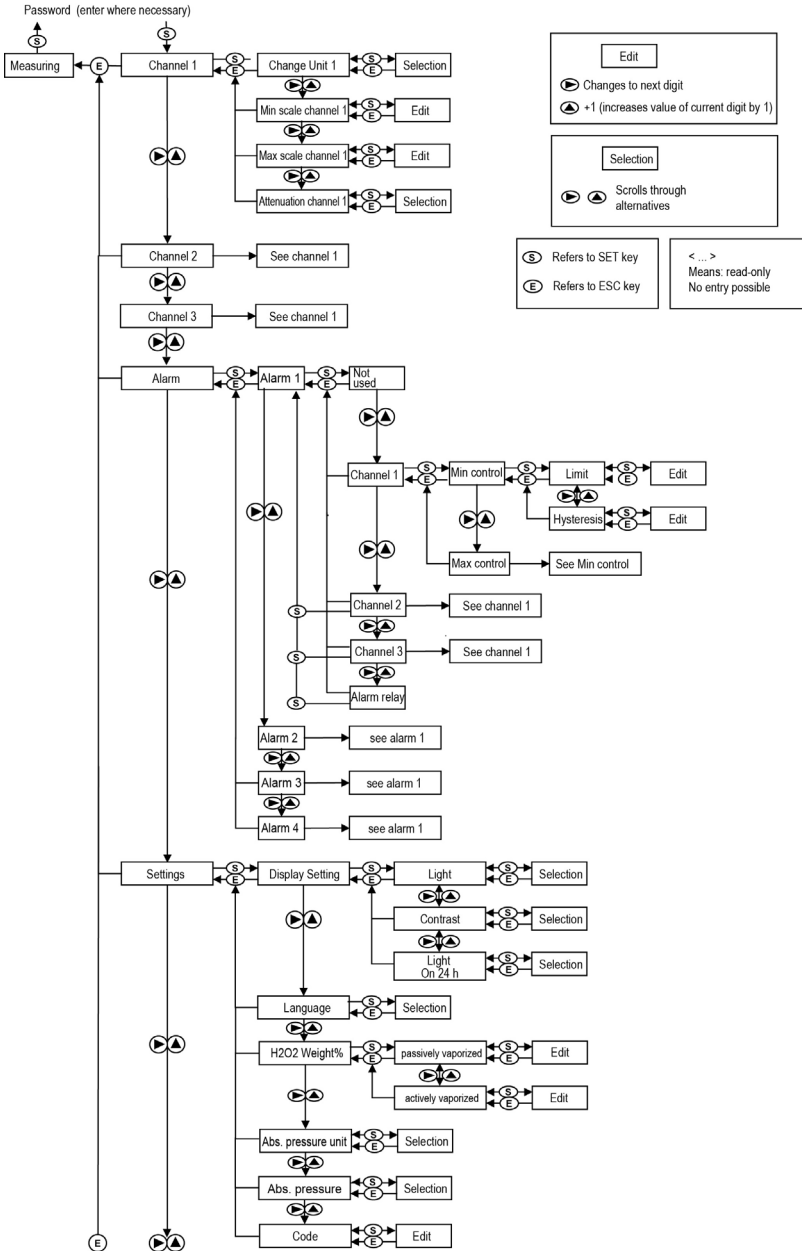 Password (enter where necessary)
S
S
Measuring
E
Channel 1
S
E
Change Unit 1
S
E
Selection
Min scale channel 1
S
E
Edit
Max scale channel 1
S
E
Edit
Attenuation channel 1
S
E
Selection
Edit
Changes to next digit
+1 (increases value of current digit by 1)
Selection
Scrolls through
alternatives
S Refers to SET key
E Refers to ESC key
< ... >
Means: read-only
No entry possible
Channel 2
See channel 1
Channel 3
See channel 1
Alarm
S
E
Alarm 1
S
E
Not
used
Channel 1
S
E
Min control
S
E
Limit
S
E
Edit
Hysteresis
S
E
Edit
Max control
See Min control
S
Channel 2
See channel 1
S
Channel 3
See channel 1
S
Alarm relay
Alarm 2
see alarm 1
Alarm 3
see alarm 1
Alarm 4
see alarm 1
Settings
S
E
Display Setting
S
E
Light
S
E
Selection
Contrast
S
E
Selection
Light
On 24 h
S
E
Selection
Language
S
E
Selection
H2O2 Weight%
S
E
passively vaporized
S
E
Edit
actively vaporized
S
E
Edit
Abs. pressure unit
S
E
Selection
Abs. pressure
S
E
Selection
E
Code
S
E
Edit